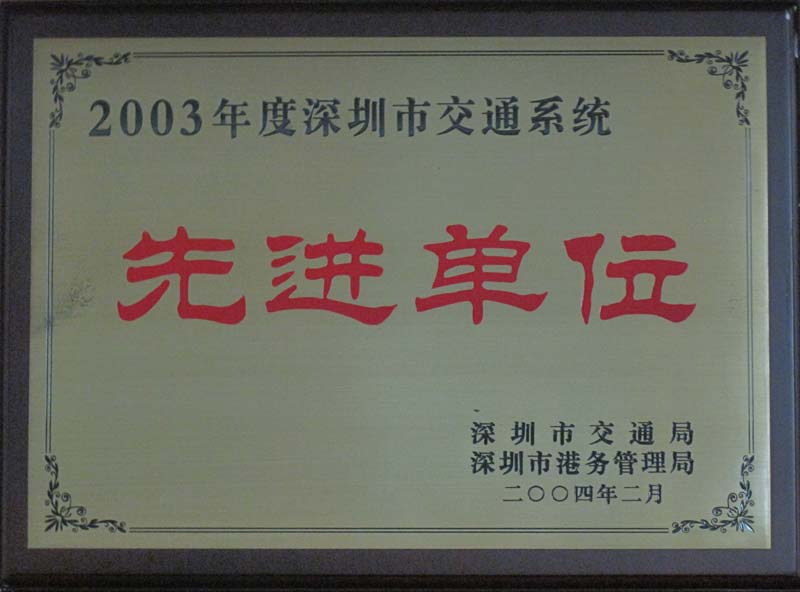 2003年度深圳市交通系统
先进单位
深圳市交通局
深圳市港务管理局
二〇〇四年二月